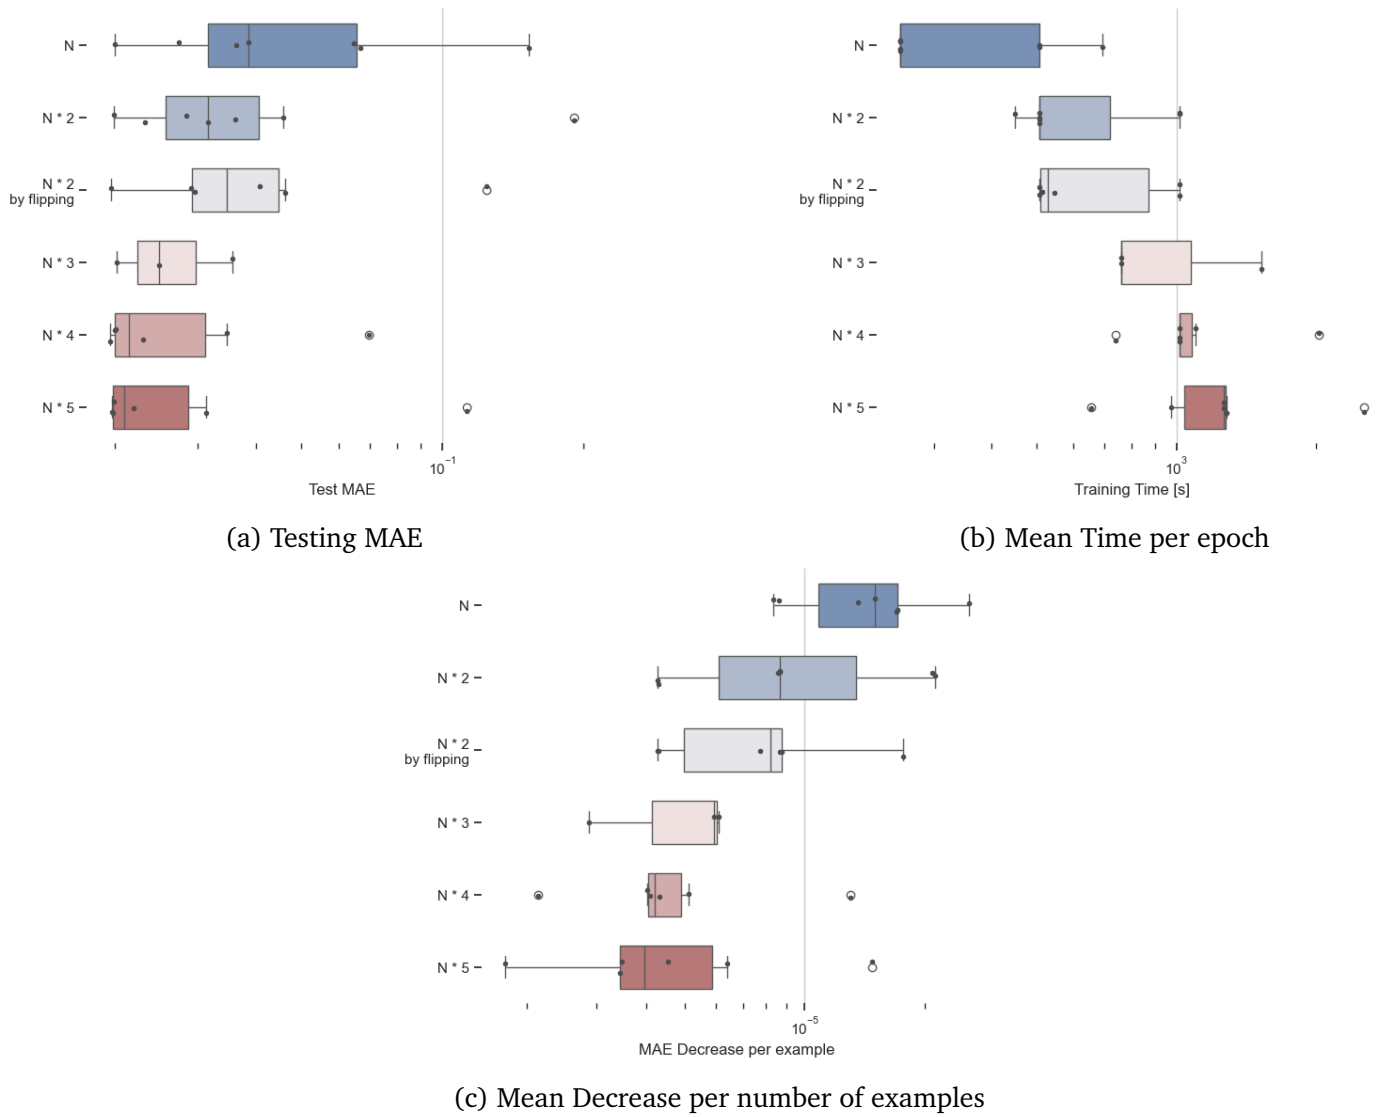 N
N * 2
N * 2
by flipping
N * 3
N * 4
N * 5
10⁻¹
Test MAE
(a) Testing MAE
N
N * 2
N * 2
by flipping
N * 3
N * 4
N * 5
10³
Training Time [s]
(b) Mean Time per epoch
N
N * 2
N * 2
by flipping
N * 3
N * 4
N * 5
10⁻⁵
MAE Decrease per example
(c) Mean Decrease per number of examples